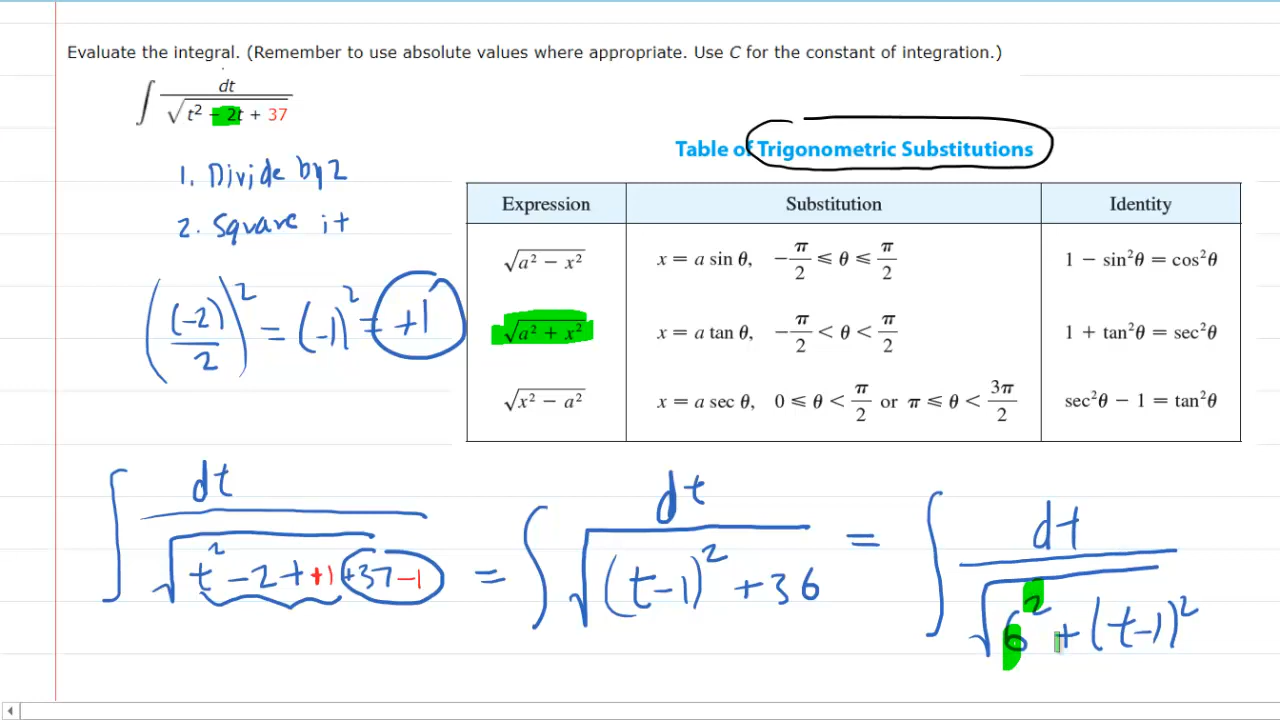 Evaluate the integral. (Remember to use absolute values where appropriate. Use C for the constant of integration.)
∫ dt / √(t² − 2t + 37)
1. Divide by 2
2. Square it
((-2)/2)² = (-1)² = +1
Table of Trigonometric Substitutions
Expression Substitution Identity
√(a² − x²) x = a sin θ, −π/2 ⩽ θ ⩽ π/2 1 − sin²θ = cos²θ
√(a² + x²) x = a tan θ, −π/2 < θ < π/2 1 + tan²θ = sec²θ
√(x² − a²) x = a sec θ, 0 ⩽ θ < π/2 or π ⩽ θ < 3π/2 sec²θ − 1 = tan²θ
∫ dt / √(t² − 2t + 1 + 37 − 1) = ∫ dt / √((t−1)² + 36) = ∫ dt / √(6² + (t−1)²)